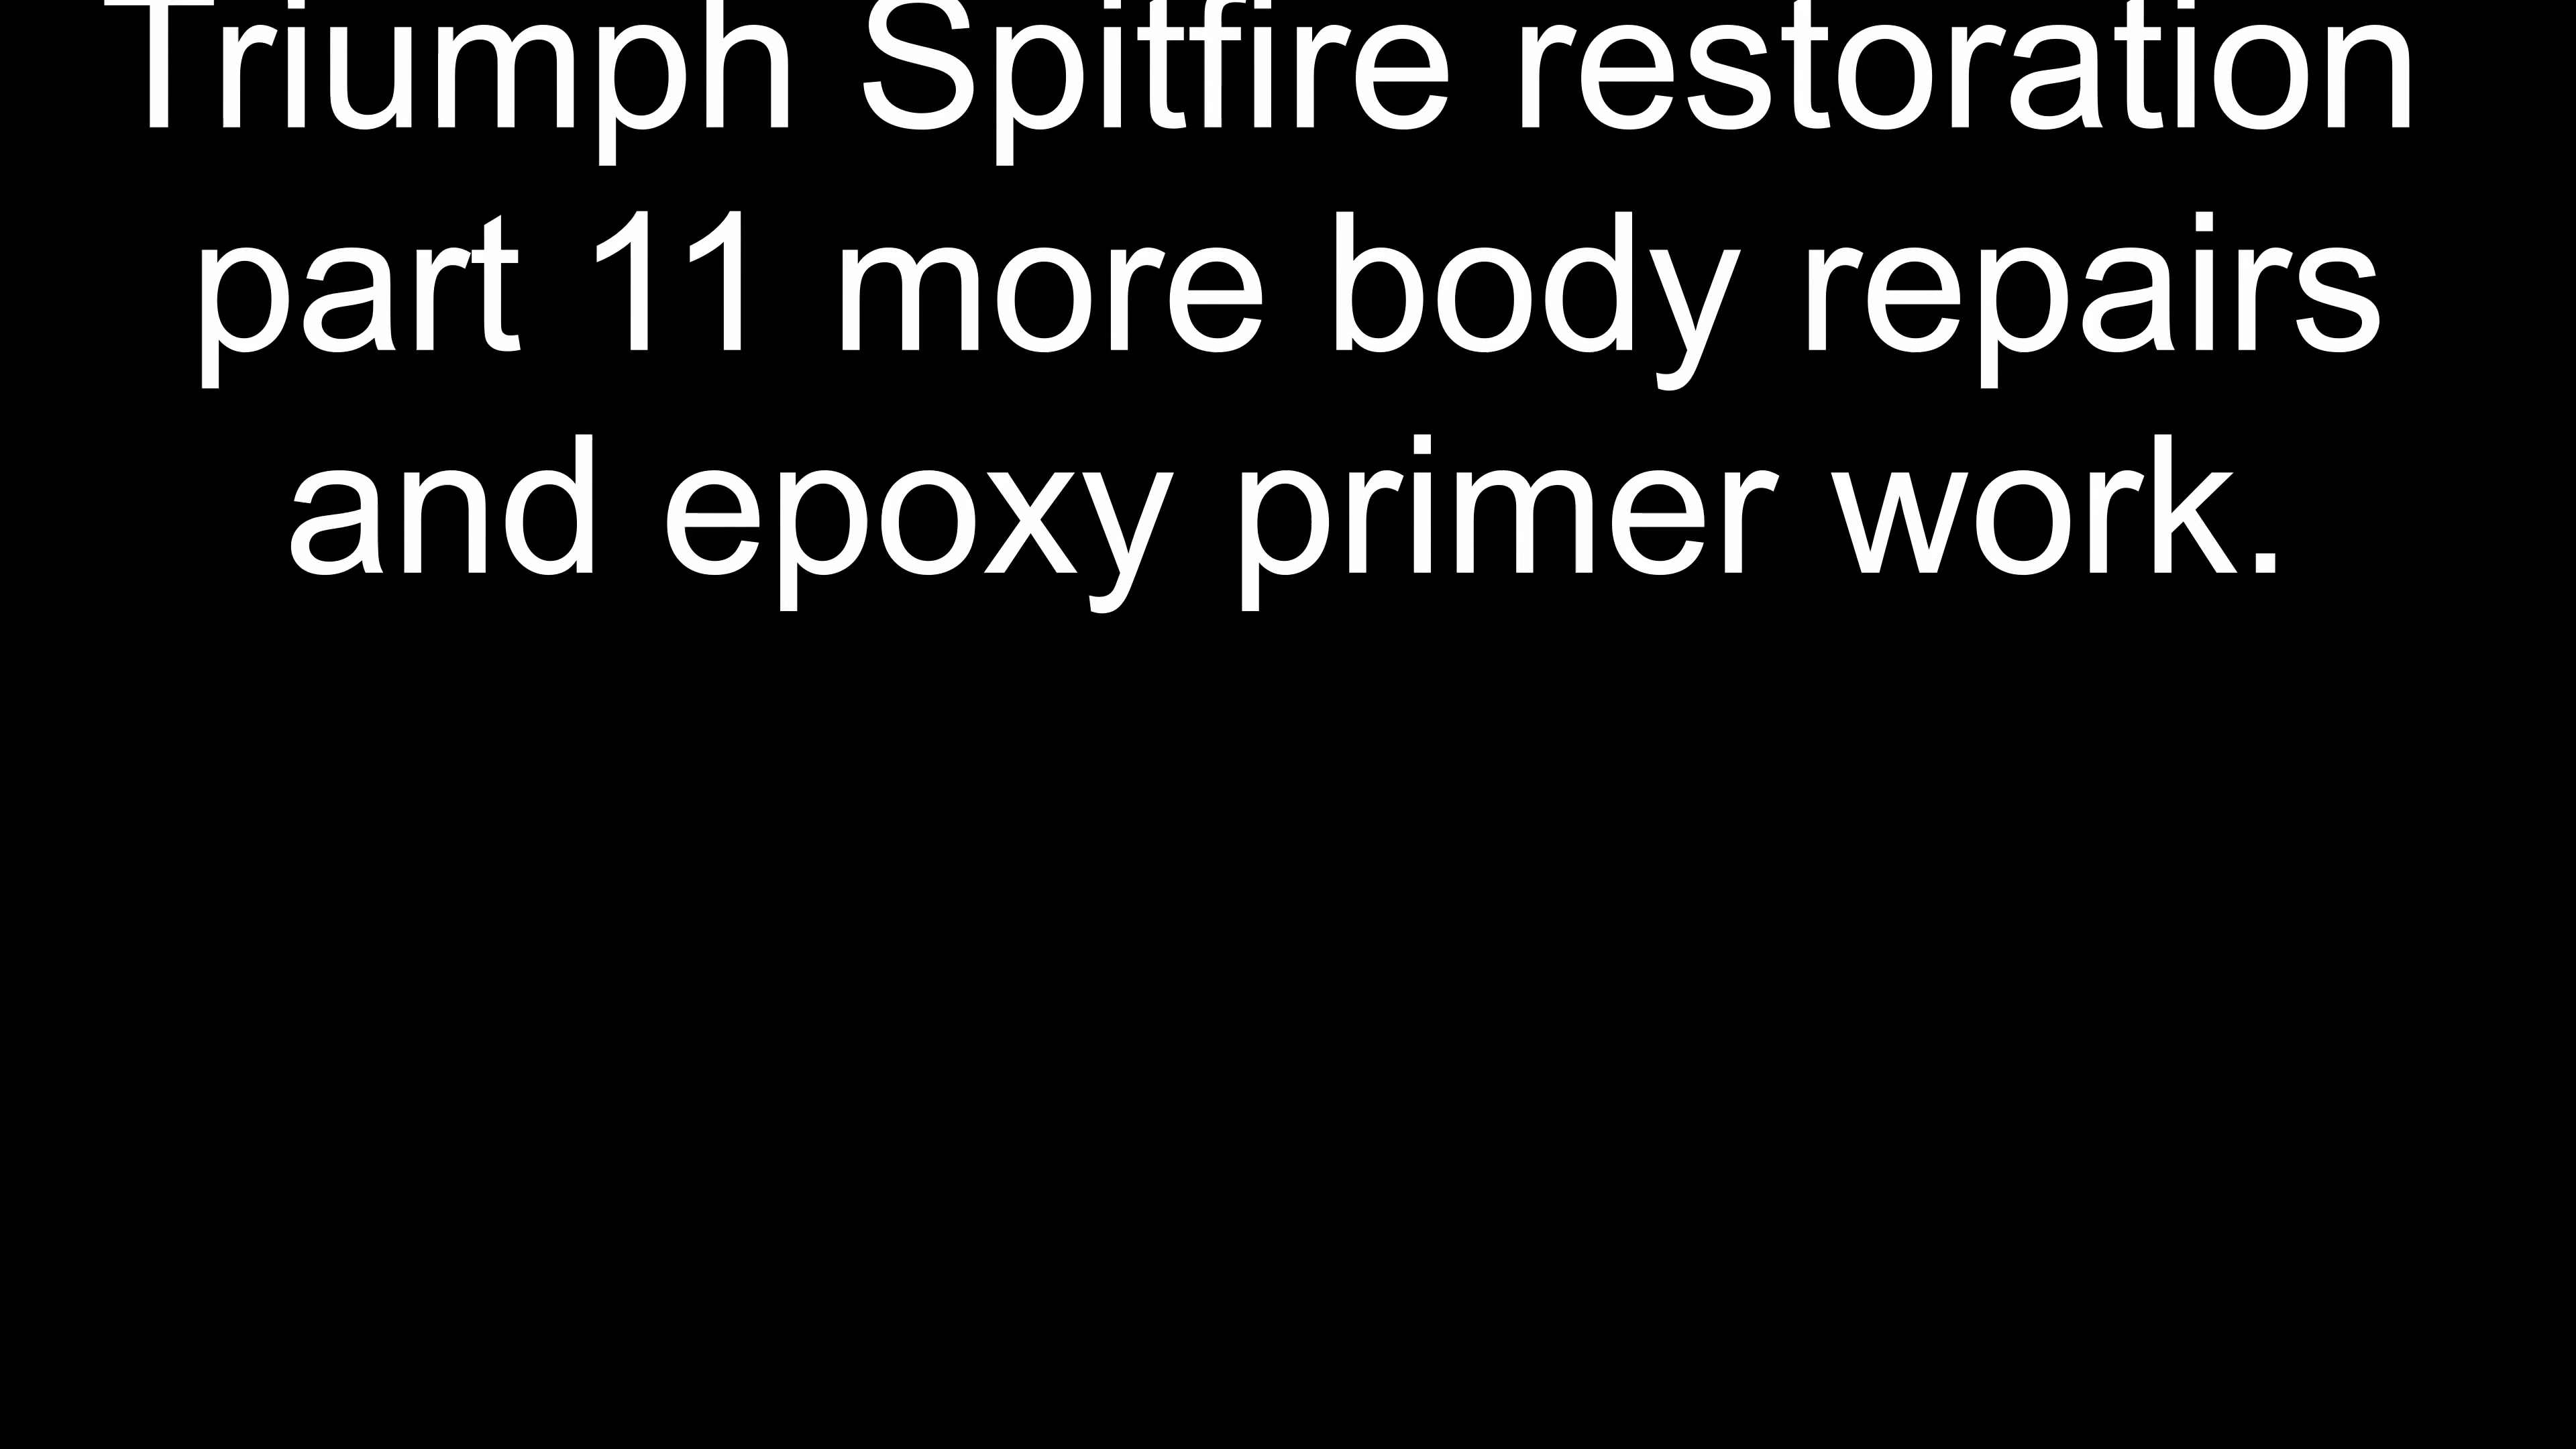 Triumph Spitfire restoration
part 11 more body repairs
and epoxy primer work.